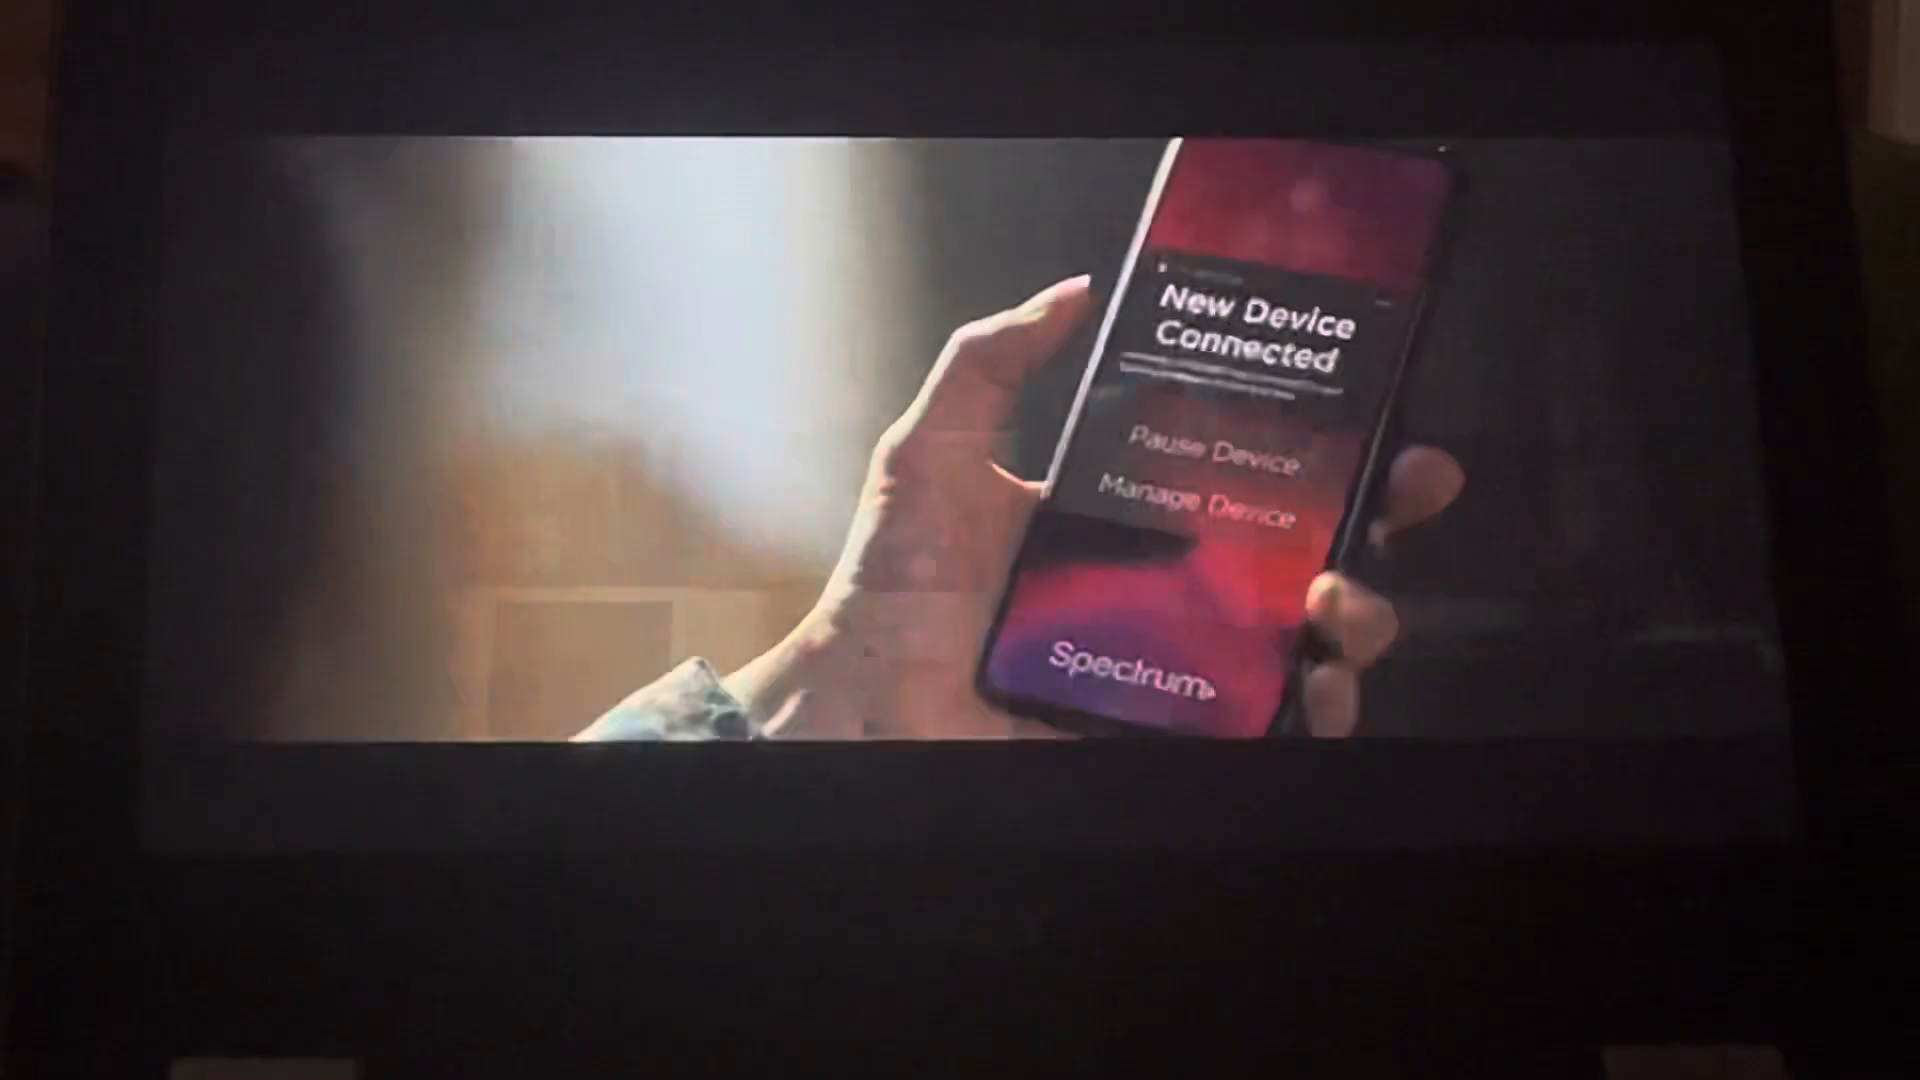 New Device
Connected
Pause Device
Manage Device
Spectrum